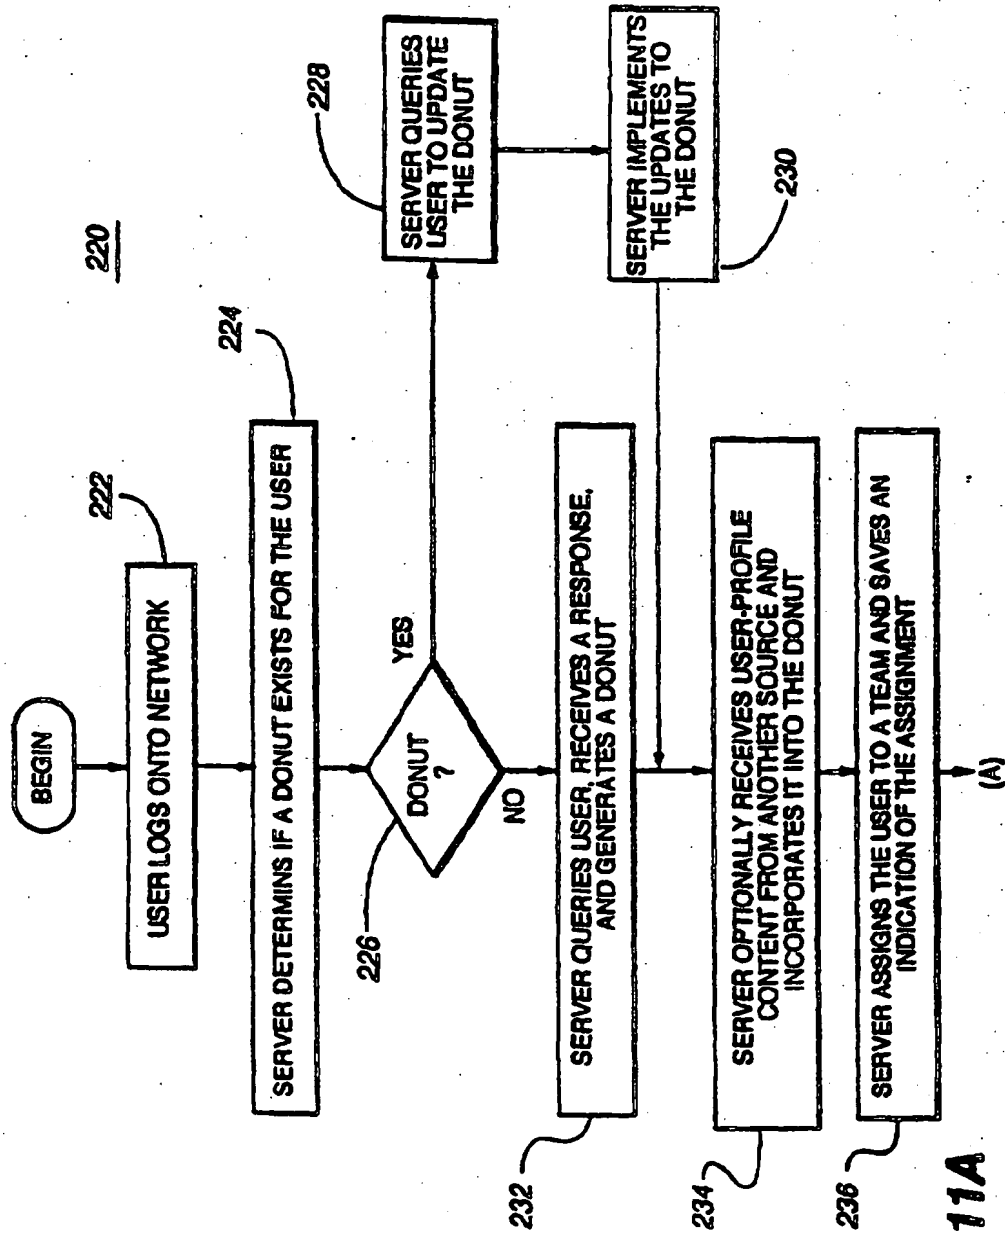 220
BEGIN
USER LOGS ONTO NETWORK
222
SERVER DETERMINS IF A DONUT EXISTS FOR THE USER
224
DONUT
?
226
YES
NO
SERVER QUERIES
USER TO UPDATE
THE DONUT
228
SERVER IMPLEMENTS
THE UPDATES TO
THE DONUT
230
SERVER QUERIES USER, RECEIVES A RESPONSE,
AND GENERATES A DONUT
232
SERVER OPTIONALLY RECEIVES USER-PROFILE
CONTENT FROM ANOTHER SOURCE AND
INCORPORATES IT INTO THE DONUT
234
SERVER ASSIGNS THE USER TO A TEAM AND SAVES AN
INDICATION OF THE ASSIGNMENT
236
(A)
11A